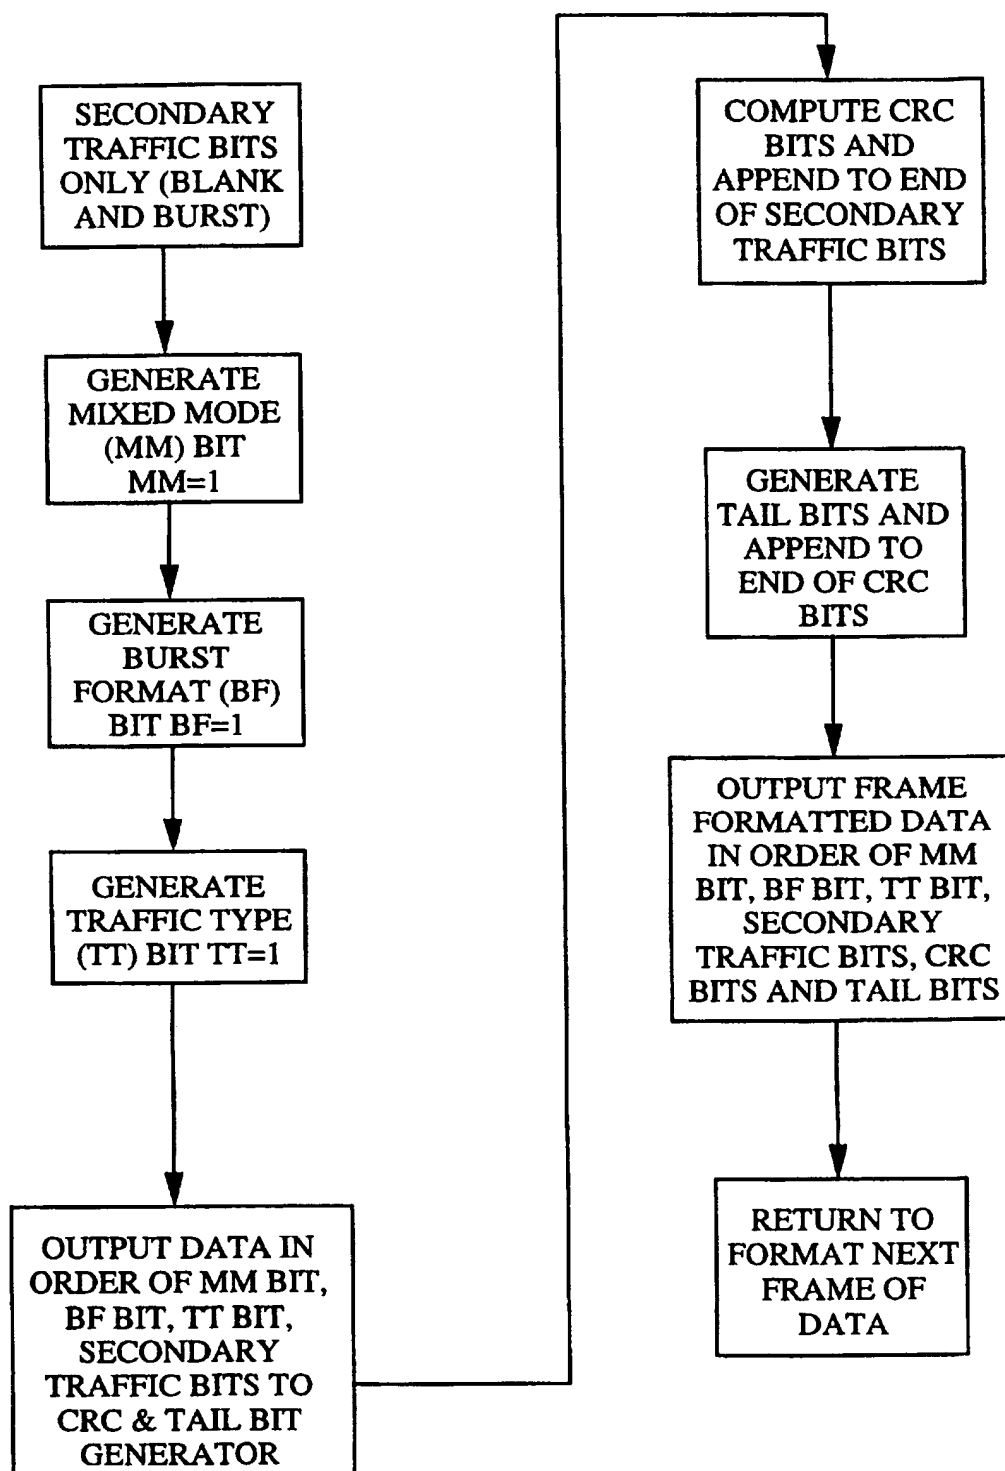 SECONDARY
TRAFFIC BITS
ONLY (BLANK
AND BURST)
GENERATE
MIXED MODE
(MM) BIT
MM=1
GENERATE
BURST
FORMAT (BF)
BIT BF=1
GENERATE
TRAFFIC TYPE
(TT) BIT TT=1
OUTPUT DATA IN
ORDER OF MM BIT,
BF BIT, TT BIT,
SECONDARY
TRAFFIC BITS TO
CRC & TAIL BIT
GENERATOR
COMPUTE CRC
BITS AND
APPEND TO END
OF SECONDARY
TRAFFIC BITS
GENERATE
TAIL BITS AND
APPEND TO
END OF CRC
BITS
OUTPUT FRAME
FORMATTED DATA
IN ORDER OF MM
BIT, BF BIT, TT BIT,
SECONDARY
TRAFFIC BITS, CRC
BITS AND TAIL BITS
RETURN TO
FORMAT NEXT
FRAME OF
DATA